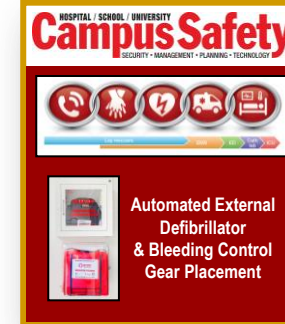 HOSPITAL / SCHOOL / UNIVERSITY
Campus Safety
SECURITY • MANAGEMENT • PLANNING • TECHNOLOGY
Automated External
Defibrillator
& Bleeding Control
Gear Placement